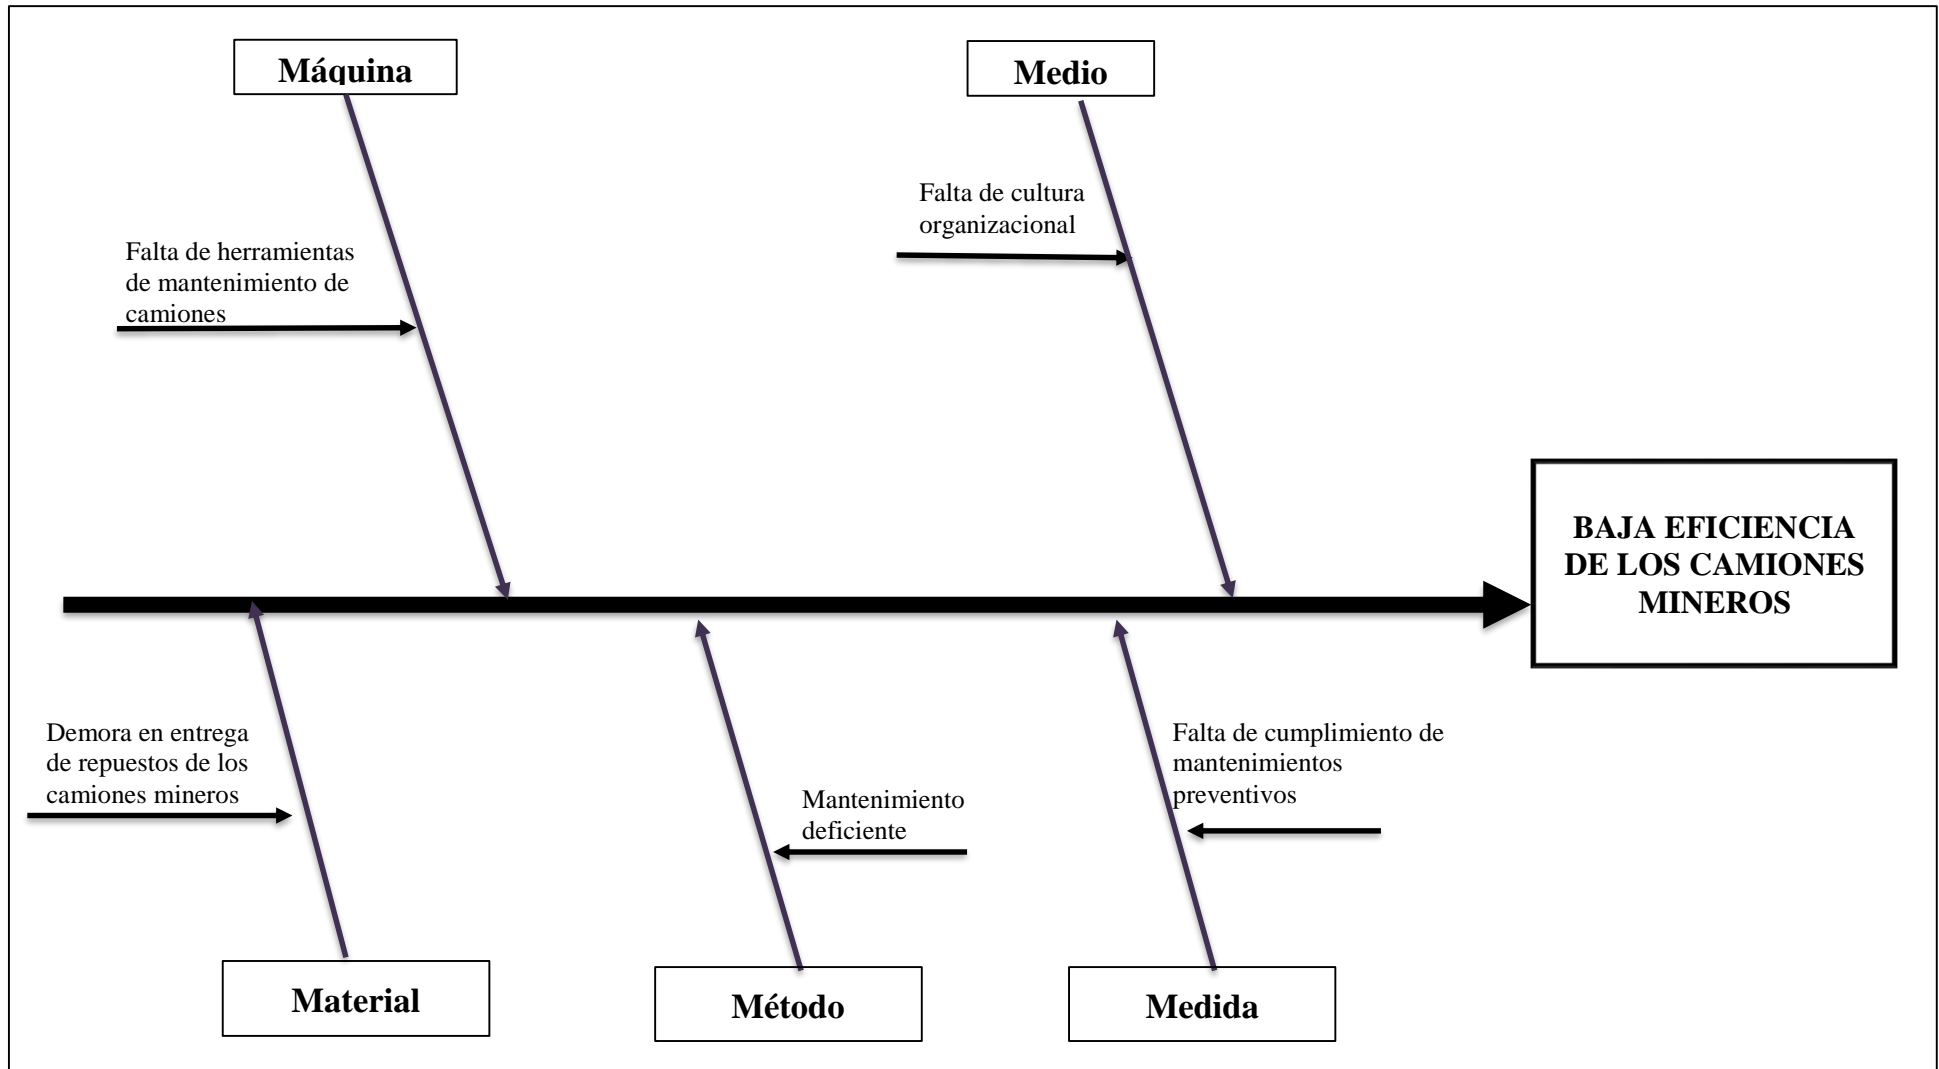 Máquina
Medio
Falta de cultura
organizacional
Falta de herramientas
de mantenimiento de
camiones
BAJA EFICIENCIA
DE LOS CAMIONES
MINEROS
Demora en entrega
de repuestos de los
camiones mineros
Mantenimiento
deficiente
Falta de cumplimiento de
mantenimientos
preventivos
Material
Método
Medida